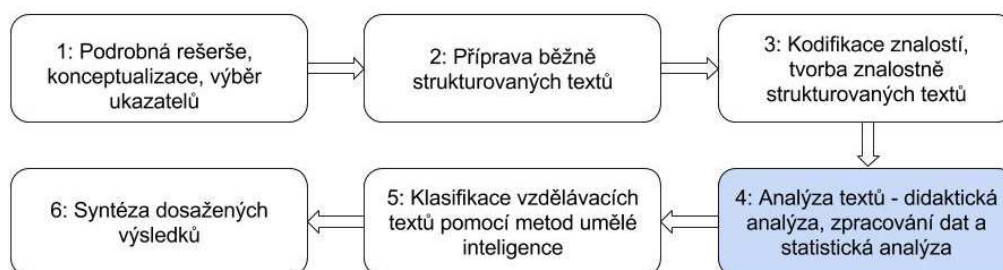 1: Podrobná rešerše,
konceptualizace, výběr
ukazatelů
2: Příprava běžně
strukturovaných textů
3: Kodifikace znalostí,
tvorba znalostně
strukturovaných textů
4: Analýza textů - didaktická
analýza, zpracování dat a
statistická analýza
5: Klasifikace vzdělávacích
textů pomocí metod umělé
inteligence
6: Syntéza dosažených
výsledků